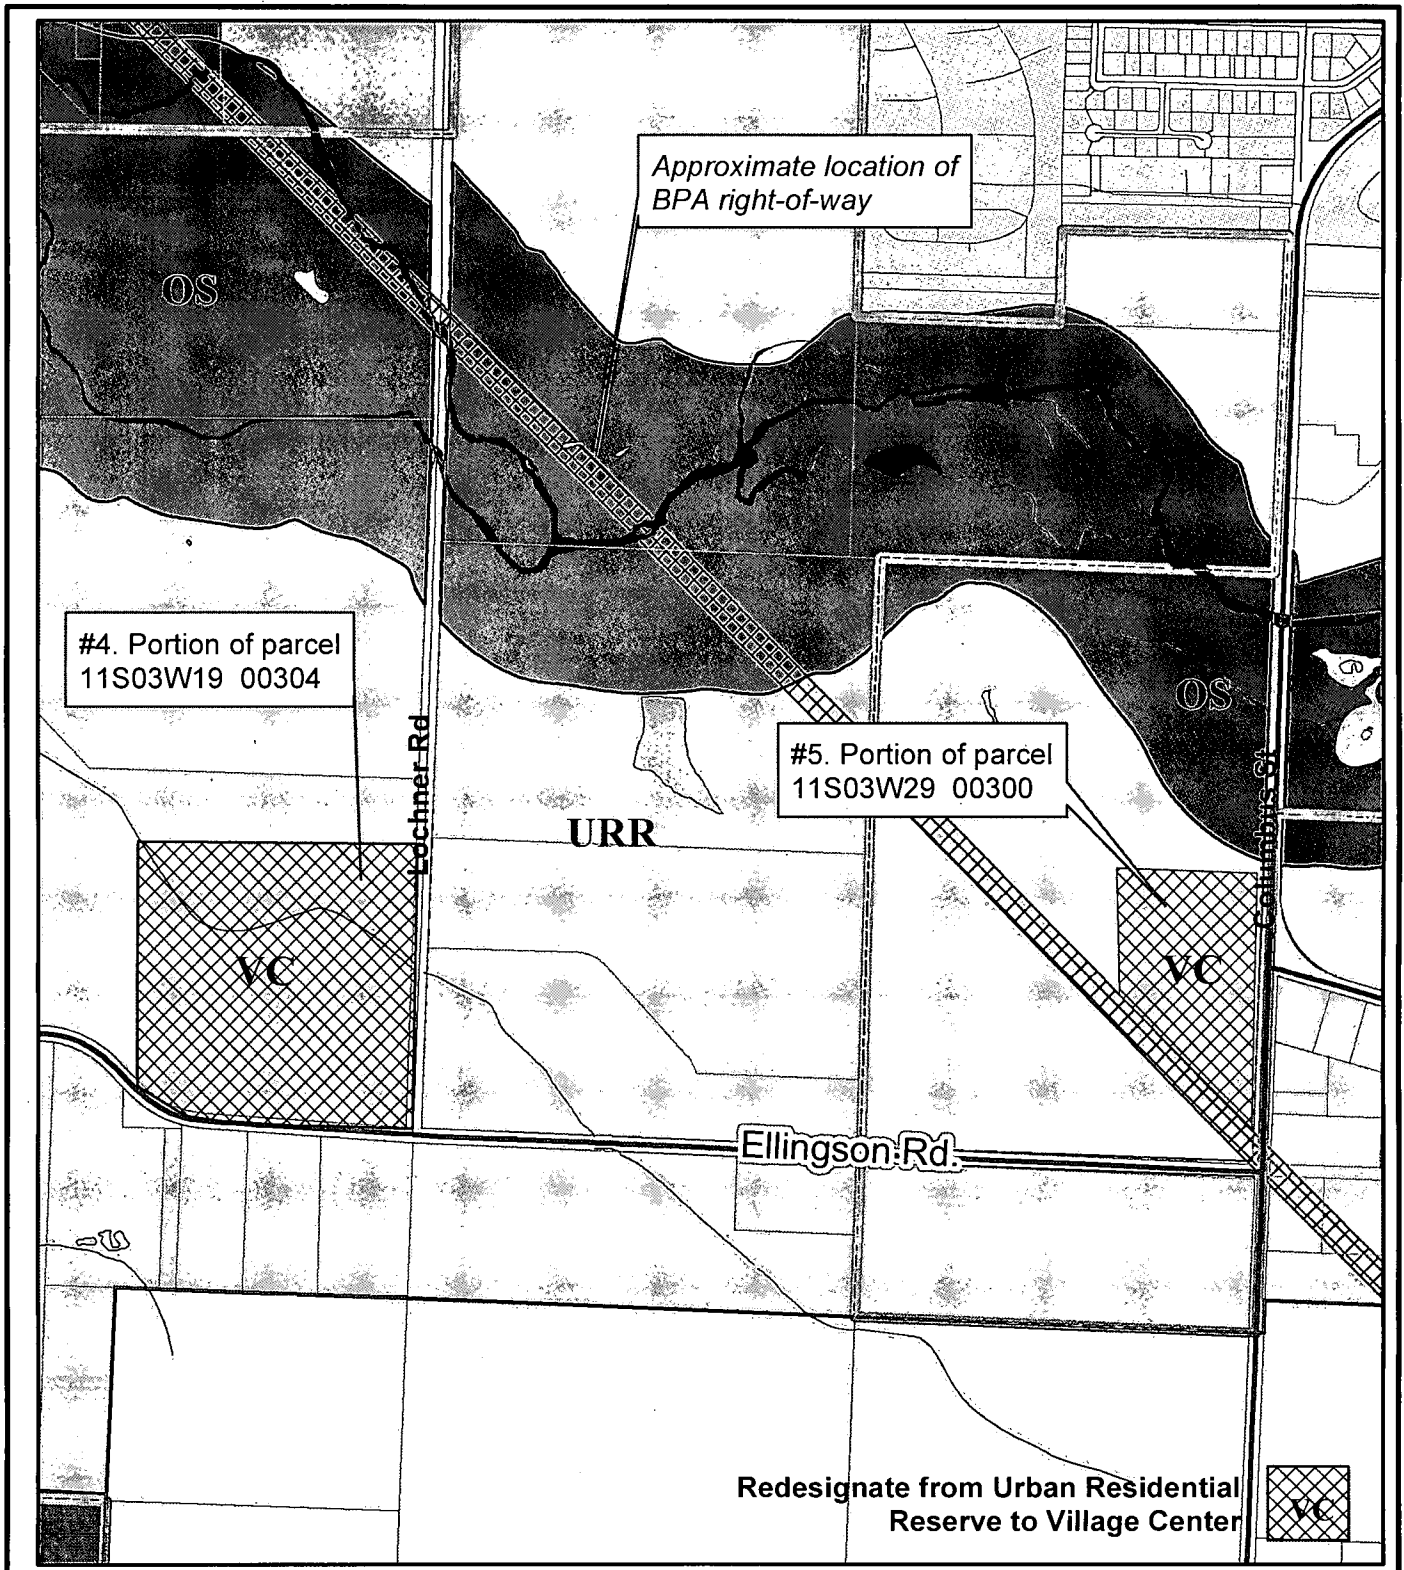 Approximate location of
BPA right-of-way
OS
#4. Portion of parcel
11S03W19 00304
Lochner Rd
OS
#5. Portion of parcel
11S03W29 00300
URR
Columbus St
VC
VC
Ellingson Rd.
Redesignate from Urban Residential
Reserve to Village Center
VC